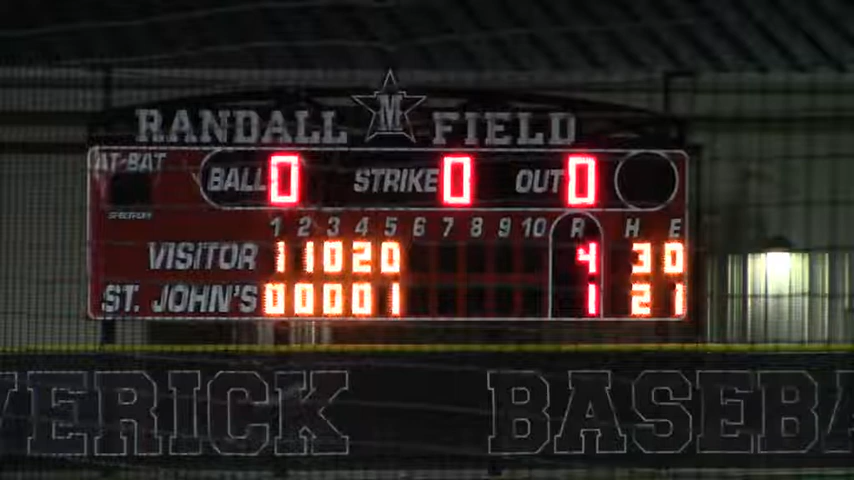 RANDALL M FIELD
AT-BAT BALL 0 STRIKE 0 OUT 0
1 2 3 4 5 6 7 8 9 10 R H E
VISITOR 1 1 0 2 0 4 3 0
ST. JOHN'S 0 0 0 0 1 1 2 1
VERICK BASEBA